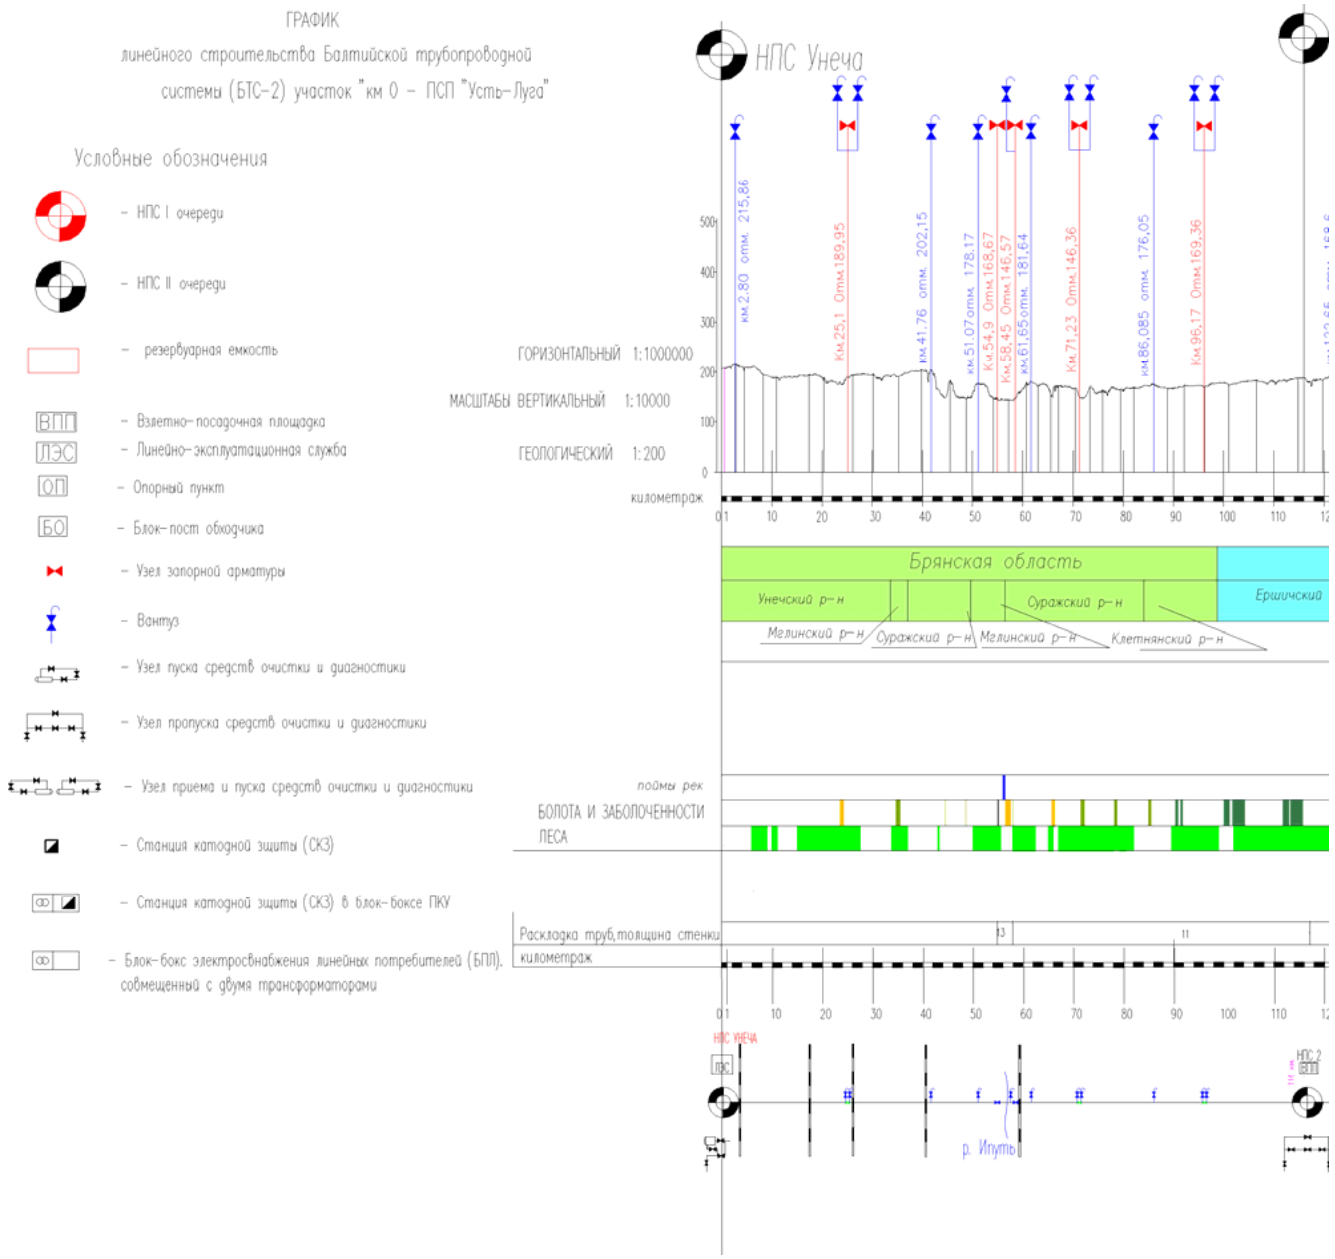 ГРАФИК
линейного строительства Балтийской трубопроводной
системы (БТС-2) участок "км 0 - ПСП "Усть-Луга"
Условные обозначения
- НПС I очереди
- НПС II очереди
- резервуарная емкость
ВПП - Взлетно-посадочная площадка
ЛЭС - Линейно-эксплуатационная служба
ОП - Опорный пункт
БО - Блок-пост обходчика
- Узел запорной арматуры
- Вантуз
- Узел пуска средств очистки и диагностики
- Узел пропуска средств очистки и диагностики
- Узел приема и пуска средств очистки и диагностики
- Станция катодной защиты (СКЗ)
- Станция катодной защиты (СКЗ) в блок-боксе ПКУ
- Блок-бокс электроснабжения линейных потребителей (БПЛ).
совмещенный с двумя трансформаторами
НПС Унеча
км.2.80 отм. 215,86
Км.25,1 Отм.189,95
км.41,76 отм. 202,15
км.51.07отм. 178.17
Км.54,9 Отм.168,67
Км.58,45 Отм.146,57
км.61,65отм. 181,64
Км.71,23 Отм.146,36
км.86,085 отм. 176,05
Км.96,17 Отм.169,36
500
400
300
200
100
0
ГОРИЗОНТАЛЬНЫЙ 1:1000000
МАСШТАБЫ ВЕРТИКАЛЬНЫЙ 1:10000
ГЕОЛОГИЧЕСКИЙ 1:200
километраж
0 1 10 20 30 40 50 60 70 80 90 100 110 12
Брянская область
Унечский р-н Суражский р-н Ершичский
Мглинский р-н Суражский р-н Мглинский р-н Клетнянский р-н
поймы рек
БОЛОТА И ЗАБОЛОЧЕННОСТИ
ЛЕСА
Раскладка труб,толщина стенки 13 11
километраж
0 1 10 20 30 40 50 60 70 80 90 100 110 12
НПС УНЕЧА
ЛЭС
НПС 2
ВПП
р. Ипуть